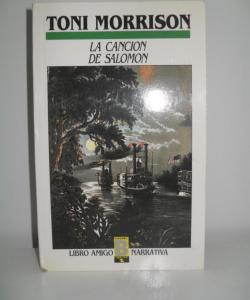 TONI MORRISON
LA CANCION
DE SALOMON
LIBRO AMIGO NARRATIVA